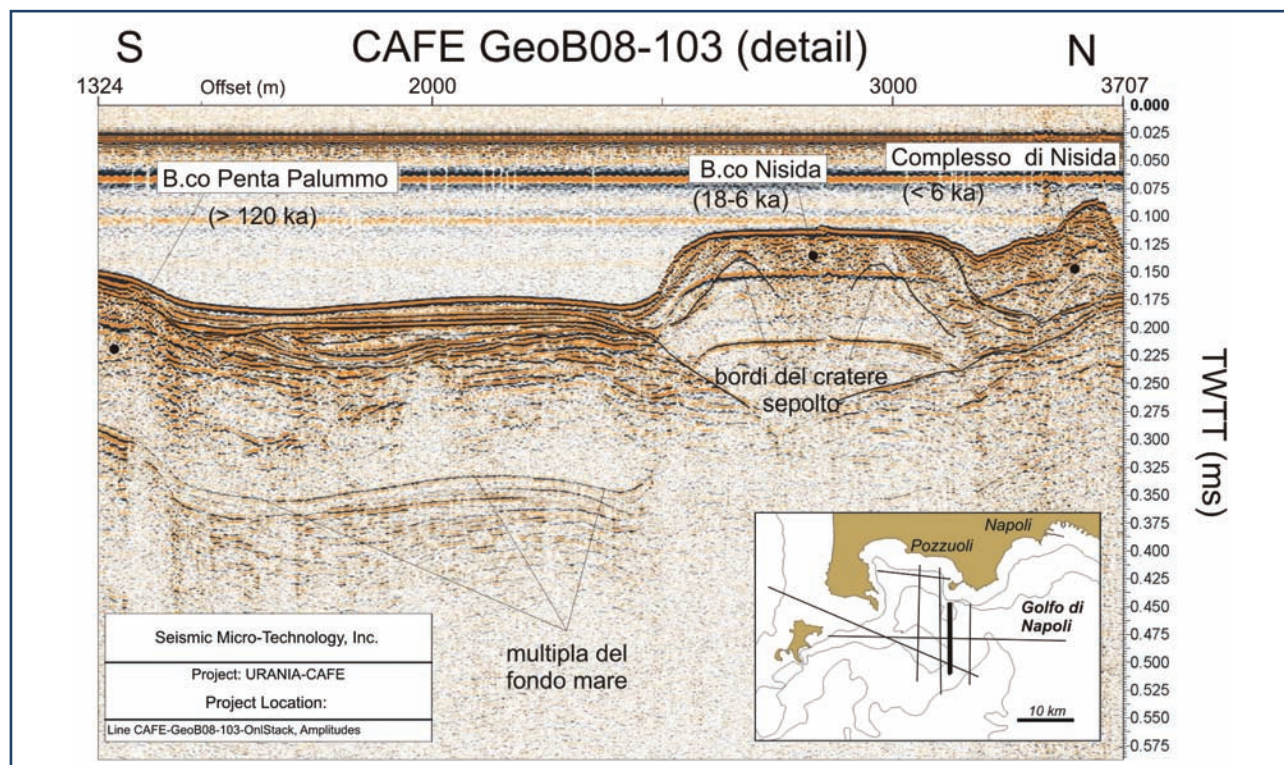 S
CAFE GeoB08-103 (detail)
N
1324
Offset (m)
2000
3000
3707
0.000
0.025
0.050
0.075
0.100
0.125
0.150
0.175
0.200
0.225
0.250
0.275
0.300
0.325
0.350
0.375
0.400
0.425
0.450
0.475
0.500
0.525
0.550
0.575
TWTT (ms)
B.co Penta Palummo
(> 120 ka)
B.co Nisida
(18-6 ka)
Complesso di Nisida
(< 6 ka)
bordi del cratere
sepolto
multipla del
fondo mare
Seismic Micro-Technology, Inc.
Project: URANIA-CAFE
Project Location:
Line CAFE-GeoB08-103-OnlStack, Amplitudes
Napoli
Pozzuoli
Golfo di
Napoli
10 km